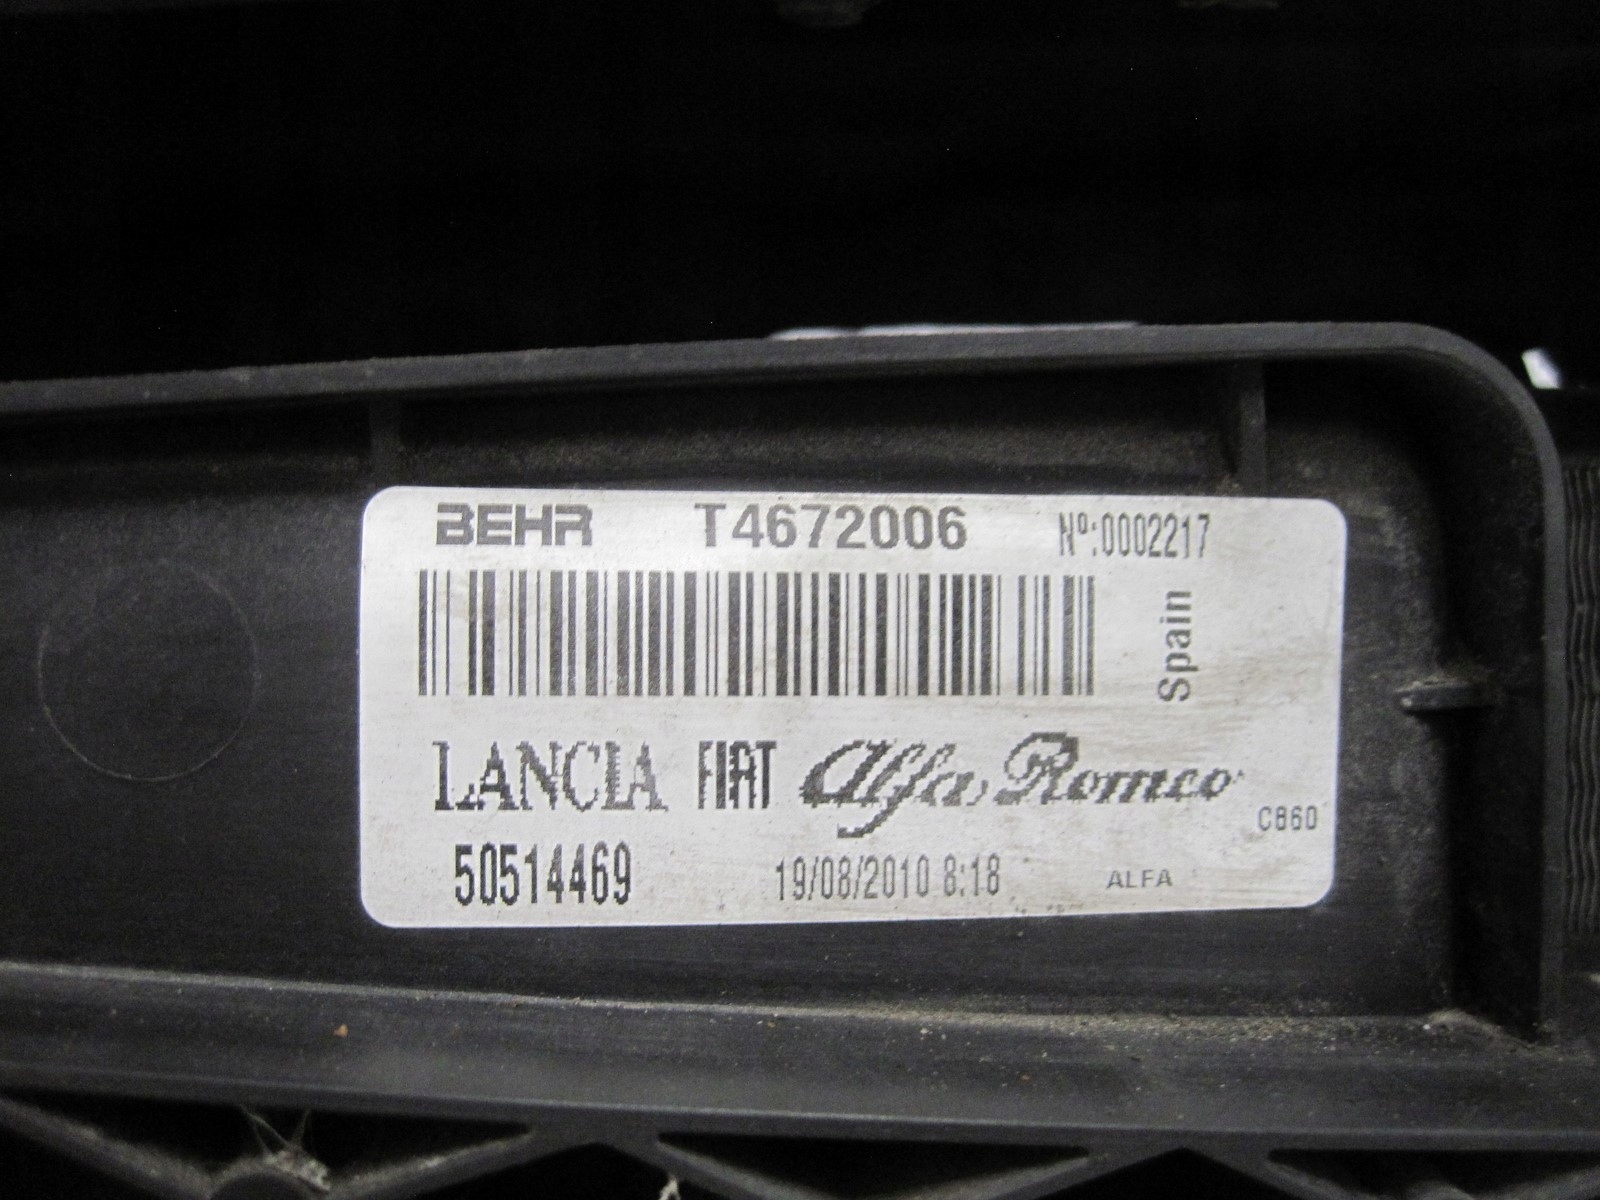 BEHR T4672006 Nº:0002217
Spain
LANCIA FIAT Alfa Romeo
C860
50514469 19/08/2010 8:18 ALFA